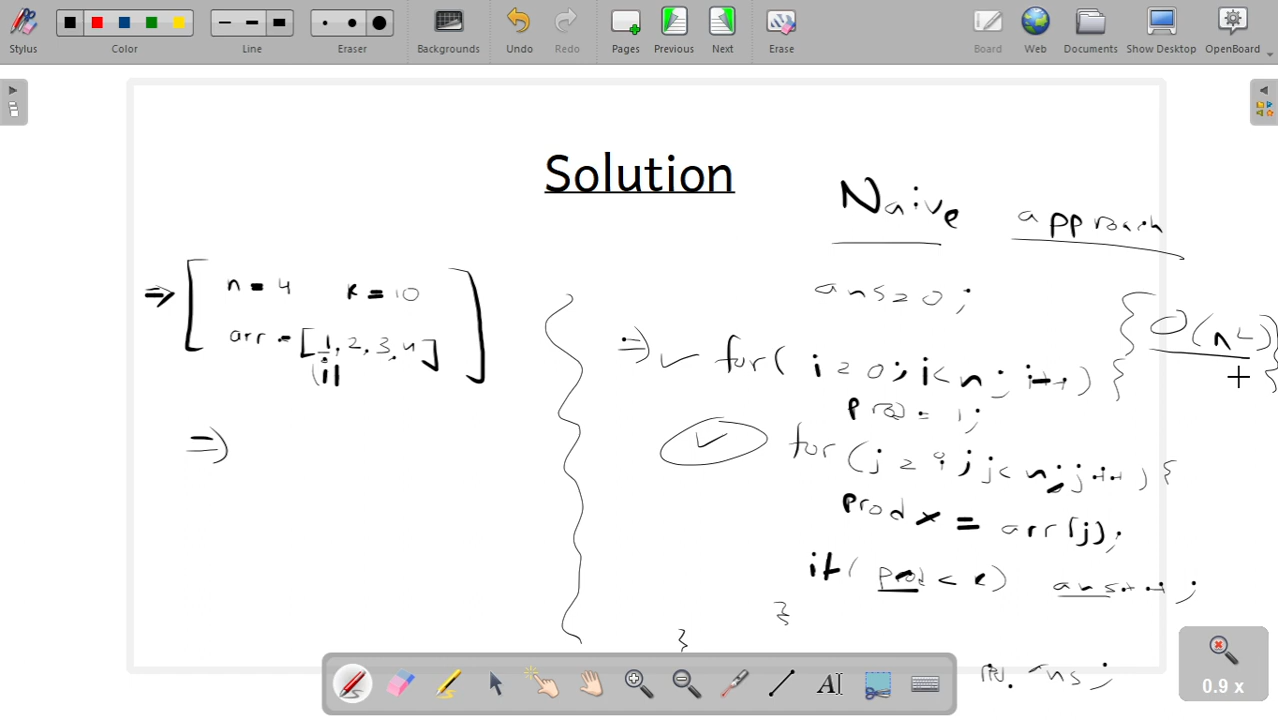 Stylus Color Line Eraser Backgrounds Undo Redo Pages Previous Next Erase Board Web Documents Show Desktop OpenBoard
Solution
Naive approach
n = 4 k = 10
arr = [1, 2, 3, 4]
ans = 0;
=> for( i = 0; i < n; i++) {
O(n²)
prod = 1;
=>
for (j = i; j < n; j++) {
prod x = arr[j];
if( prod < k) ans++;
}
}
ans;
0.9 x